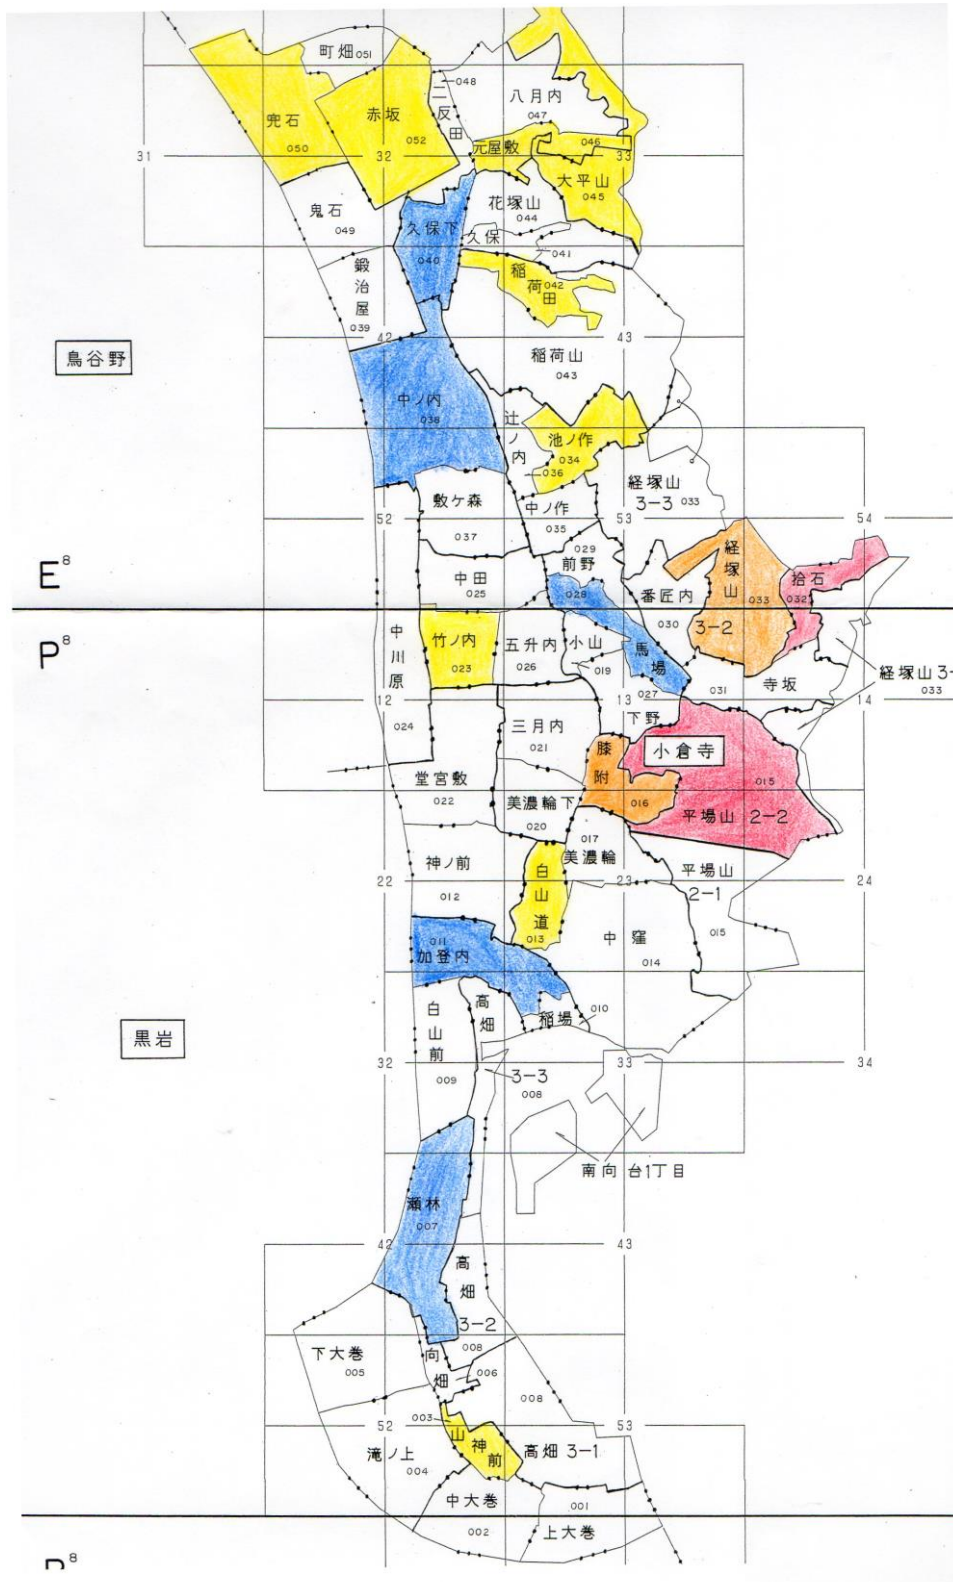 町畑 051
048
二反田
八月内
047
兜石
050
赤坂
052
元屋敷
046
31
32
33
大平山
045
花塚山
044
鬼石
049
久保下
040
久保
041
鍛治屋
039
稲荷田
042
42
43
鳥谷野
稲荷山
043
中ノ内
038
辻ノ内
036
池ノ作
034
経塚山
3-3 033
敷ヶ森
037
中ノ作
035
52
53
54
029
前野
028
経塚山
033
3-2
拾石
032
E8
中田
025
番匠内
030
P8
中川原
024
竹ノ内
023
五升内
026
小山
019
馬場
027
031
寺坂
経塚山 3-
033
12
13
14
下野
三月内
021
膝附
016
小倉寺
015
平場山 2-2
堂宮敷
022
美濃輪下
020
017
美濃輪
神ノ前
012
白山道
013
平場山
2-1
015
22
23
24
011
加登内
中窪
014
白山前
009
高畑
3-3
008
稲場
010
黒岩
32
33
34
南向台1丁目
瀬林
007
42
43
高畑
3-2
008
下大巻
005
向畑
006
008
003
52
53
滝ノ上
004
山神前
高畑 3-1
中大巻
002
001
上大巻
8